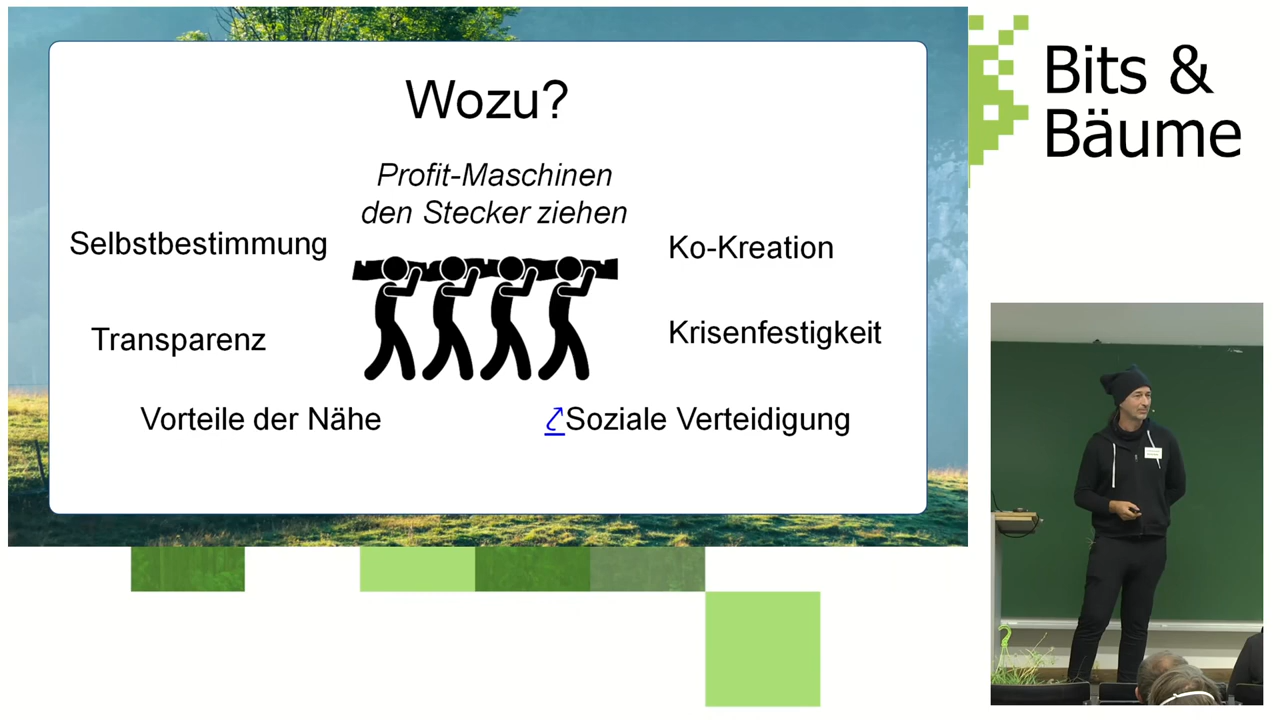 Wozu?
Profit-Maschinen
den Stecker ziehen
Selbstbestimmung
Ko-Kreation
Transparenz
Krisenfestigkeit
Vorteile der Nähe
Soziale Verteidigung
Bits &
Bäume